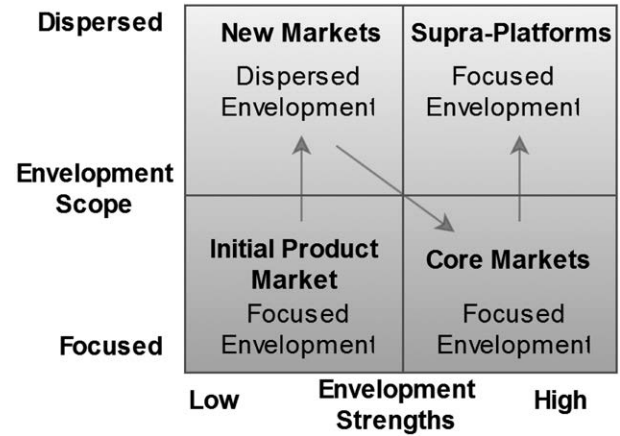 Dispersed
New Markets
Dispersed
Envelopment
Supra-Platforms
Focused
Envelopment
Envelopment
Scope
Initial Product
Market
Focused
Envelopment
Core Markets
Focused
Envelopment
Focused
Low
Envelopment
Strengths
High